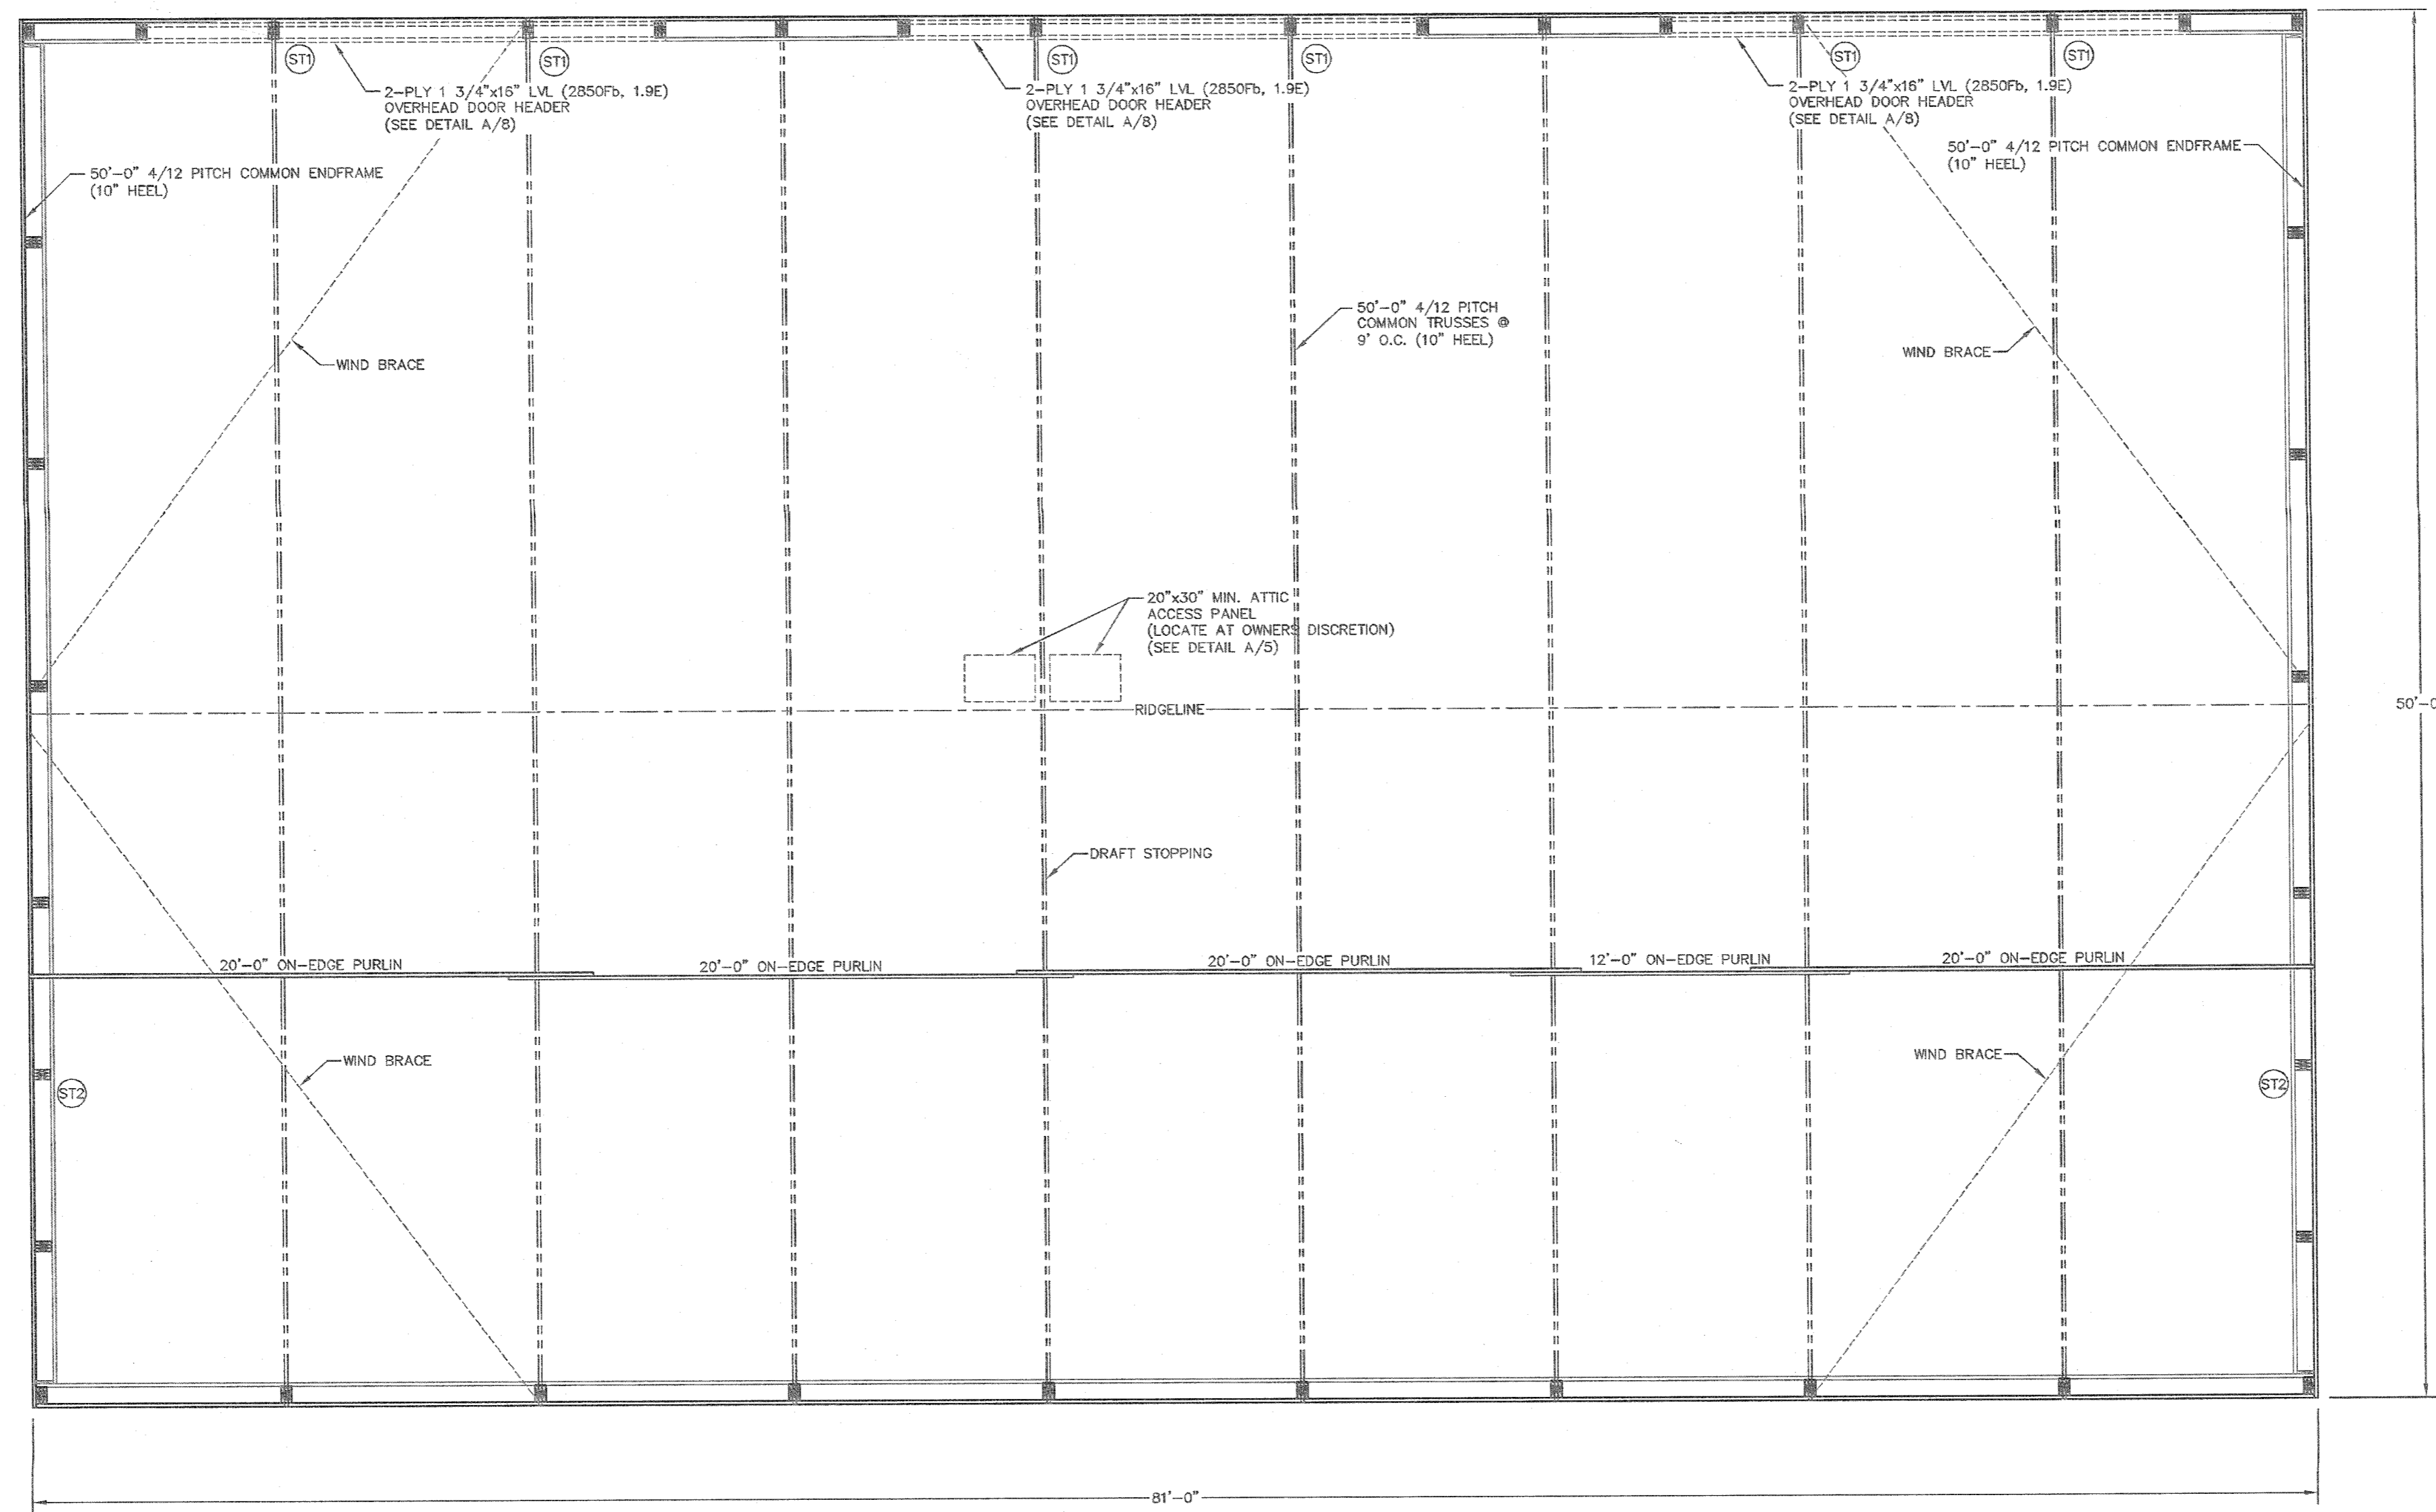 ST1
ST1
ST1
ST1
ST1
ST1
2-PLY 1 3/4"x16" LVL (2850Fb, 1.9E)
OVERHEAD DOOR HEADER
(SEE DETAIL A/8)
2-PLY 1 3/4"x16" LVL (2850Fb, 1.9E)
OVERHEAD DOOR HEADER
(SEE DETAIL A/8)
2-PLY 1 3/4"x16" LVL (2850Fb, 1.9E)
OVERHEAD DOOR HEADER
(SEE DETAIL A/8)
50'-0" 4/12 PITCH COMMON ENDFRAME
(10" HEEL)
50'-0" 4/12 PITCH COMMON ENDFRAME
(10" HEEL)
50'-0" 4/12 PITCH
COMMON TRUSSES @
9' O.C. (10" HEEL)
WIND BRACE
WIND BRACE
20"x30" MIN. ATTIC
ACCESS PANEL
(LOCATE AT OWNERS DISCRETION)
(SEE DETAIL A/5)
RIDGELINE
50'-0
DRAFT STOPPING
20'-0" ON-EDGE PURLIN
20'-0" ON-EDGE PURLIN
20'-0" ON-EDGE PURLIN
12'-0" ON-EDGE PURLIN
20'-0" ON-EDGE PURLIN
WIND BRACE
WIND BRACE
ST2
ST2
81'-0"